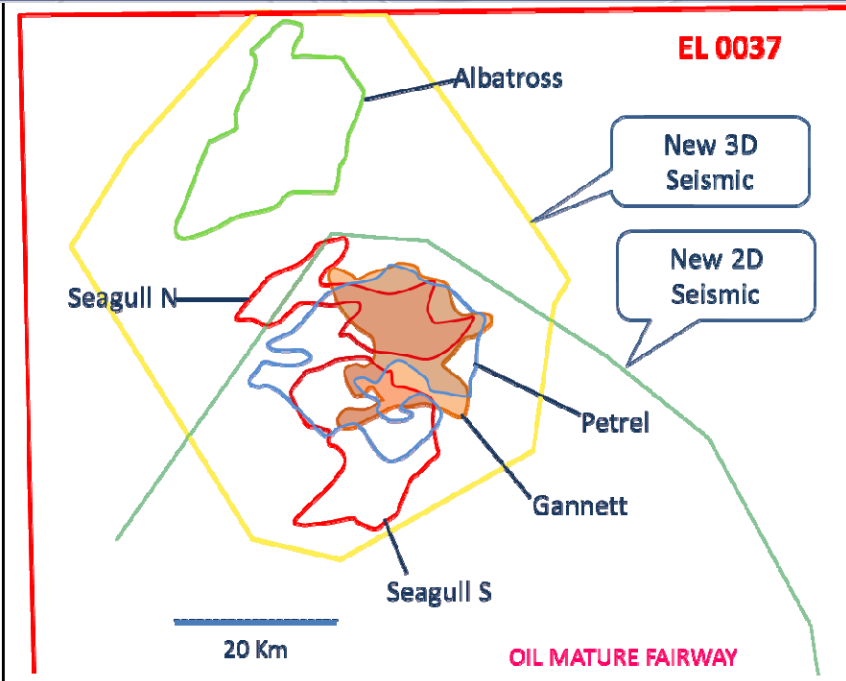 EL 0037
Albatross
New 3D
Seismic
New 2D
Seismic
Seagull N
Petrel
Gannett
Seagull S
20 Km
OIL MATURE FAIRWAY